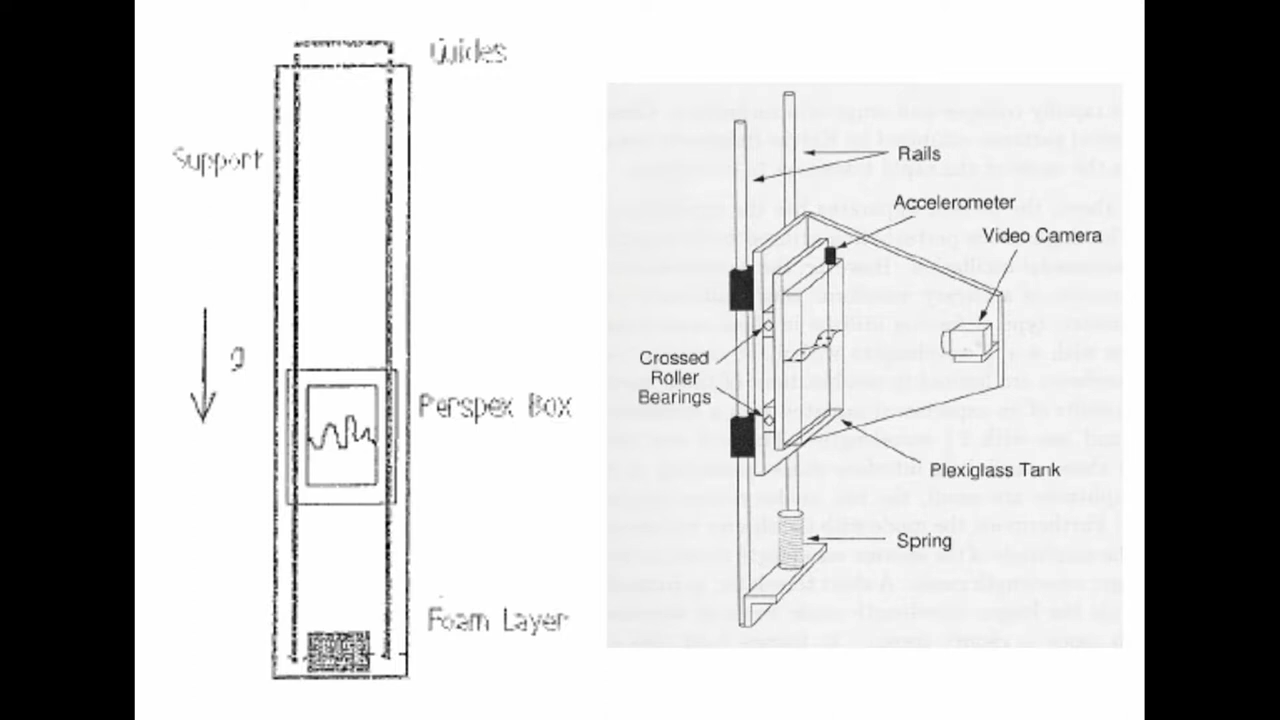 Guides
Support
g
Perspex Box
Foam Layer
Rails
Accelerometer
Video Camera
Crossed
Roller
Bearings
Plexiglass Tank
Spring